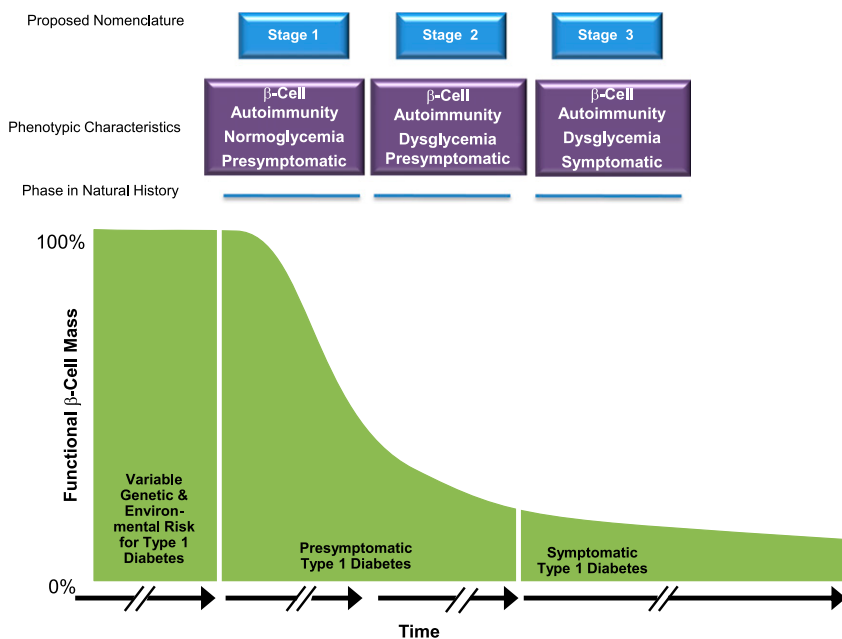 Proposed Nomenclature
Stage 1
Stage 2
Stage 3
Phenotypic Characteristics
β-Cell
Autoimmunity
Normoglycemia
Presymptomatic
β-Cell
Autoimmunity
Dysglycemia
Presymptomatic
β-Cell
Autoimmunity
Dysglycemia
Symptomatic
Phase in Natural History
100%
Functional β-Cell Mass
0%
Variable
Genetic &
Environ-
mental Risk
for Type 1
Diabetes
Presymptomatic
Type 1 Diabetes
Symptomatic
Type 1 Diabetes
Time